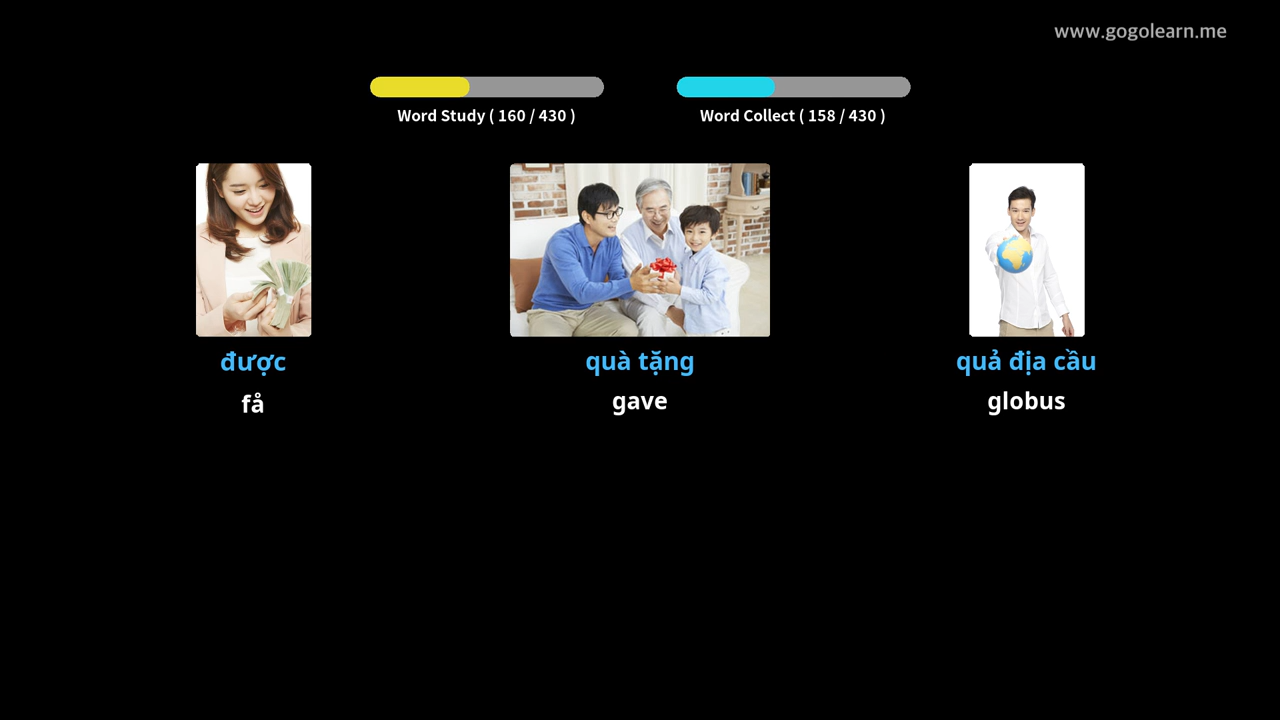 www.gogolearn.me
Word Study ( 160 / 430 )
Word Collect ( 158 / 430 )
được
quà tặng
quả địa cầu
få
gave
globus